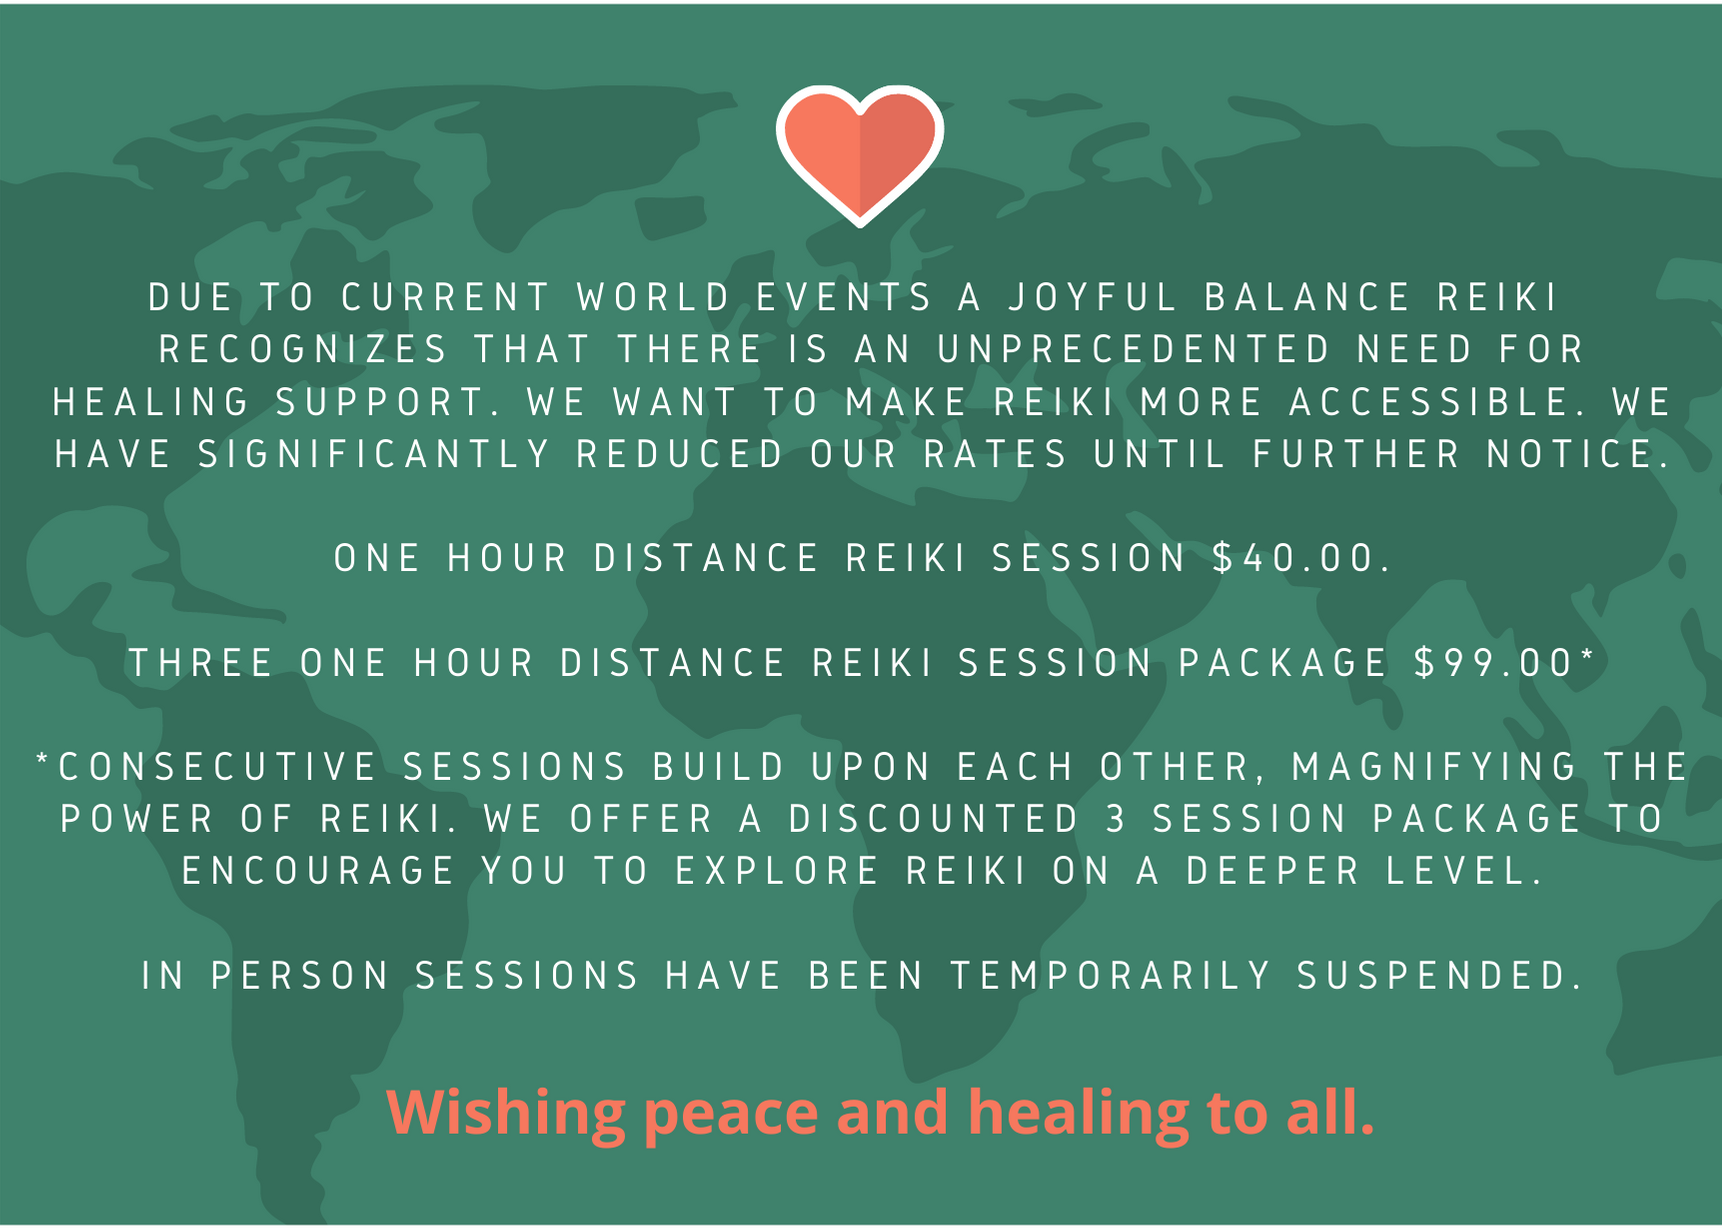 DUE TO CURRENT WORLD EVENTS A JOYFUL BALANCE REIKI
RECOGNIZES THAT THERE IS AN UNPRECEDENTED NEED FOR
HEALING SUPPORT. WE WANT TO MAKE REIKI MORE ACCESSIBLE. WE
HAVE SIGNIFICANTLY REDUCED OUR RATES UNTIL FURTHER NOTICE.
ONE HOUR DISTANCE REIKI SESSION $40.00.
THREE ONE HOUR DISTANCE REIKI SESSION PACKAGE $99.00*
*CONSECUTIVE SESSIONS BUILD UPON EACH OTHER, MAGNIFYING THE
POWER OF REIKI. WE OFFER A DISCOUNTED 3 SESSION PACKAGE TO
ENCOURAGE YOU TO EXPLORE REIKI ON A DEEPER LEVEL.
IN PERSON SESSIONS HAVE BEEN TEMPORARILY SUSPENDED.
Wishing peace and healing to all.